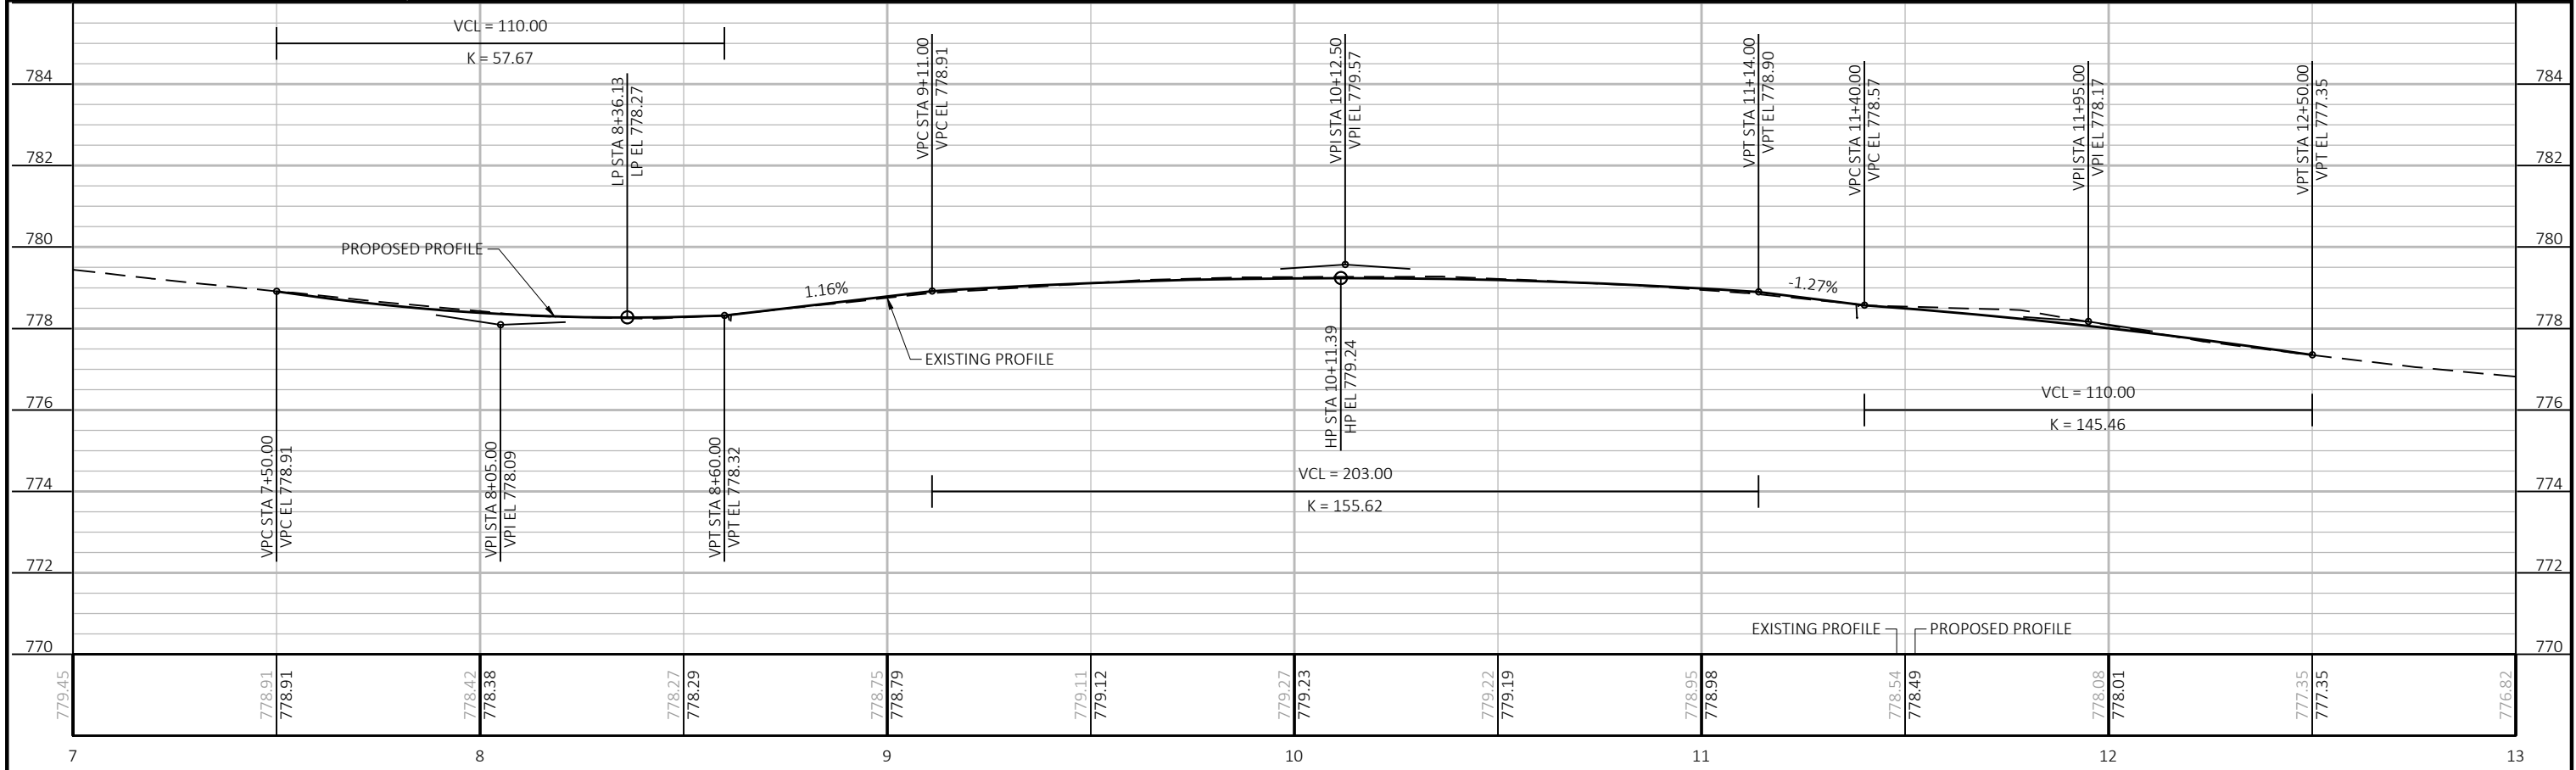 VCL = 110.00
K = 57.67
784
782
780
778
776
774
772
770
LP STA 8+36.13
LP EL 778.27
VPC STA 9+11.00
VPC EL 778.91
VPI STA 10+12.50
VPI EL 779.57
VPT STA 11+14.00
VPT EL 778.90
VPC STA 11+40.00
VPC EL 778.57
VPI STA 11+95.00
VPI EL 778.17
VPT STA 12+50.00
VPT EL 777.35
784
782
780
778
776
774
772
770
PROPOSED PROFILE
1.16%
-1.27%
EXISTING PROFILE
VPC STA 7+50.00
VPC EL 778.91
VPI STA 8+05.00
VPI EL 778.09
VPT STA 8+60.00
VPT EL 778.32
HP STA 10+11.39
HP EL 779.24
VCL = 203.00
K = 155.62
VCL = 110.00
K = 145.46
EXISTING PROFILE
PROPOSED PROFILE
779.45
778.91
778.91
778.42
778.38
778.27
778.29
778.75
778.79
779.11
779.12
779.27
779.23
779.22
779.19
778.95
778.98
778.54
778.49
778.08
778.01
777.35
777.35
776.82
7
8
9
10
11
12
13